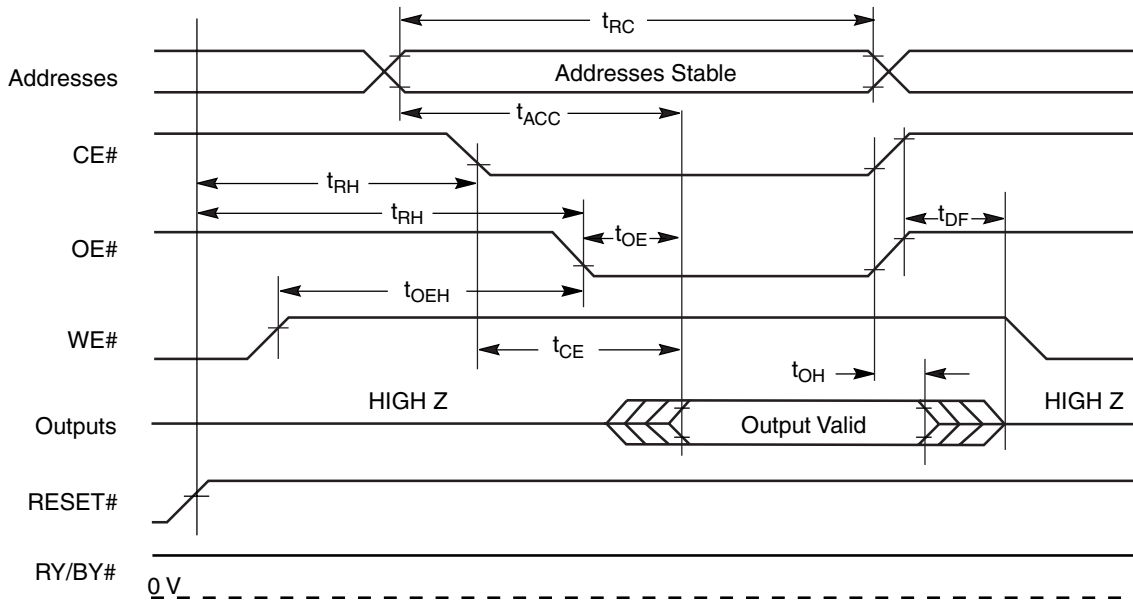 tRC
Addresses
Addresses Stable
tACC
CE#
tRH
tRH
tDF
OE#
tOE
tOEH
WE#
tCE
tOH
HIGH Z
HIGH Z
Outputs
Output Valid
RESET#
RY/BY#
0 V